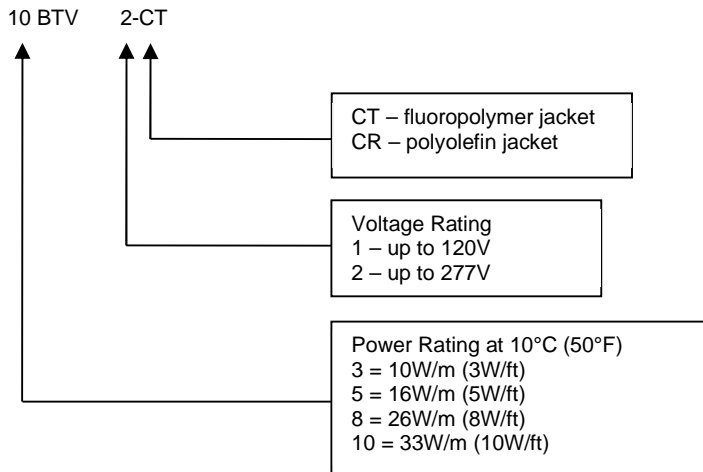 10 BTV 2-CT
CT – fluoropolymer jacket
CR – polyolefin jacket
Voltage Rating
1 – up to 120V
2 – up to 277V
Power Rating at 10°C (50°F)
3 = 10W/m (3W/ft)
5 = 16W/m (5W/ft)
8 = 26W/m (8W/ft)
10 = 33W/m (10W/ft)